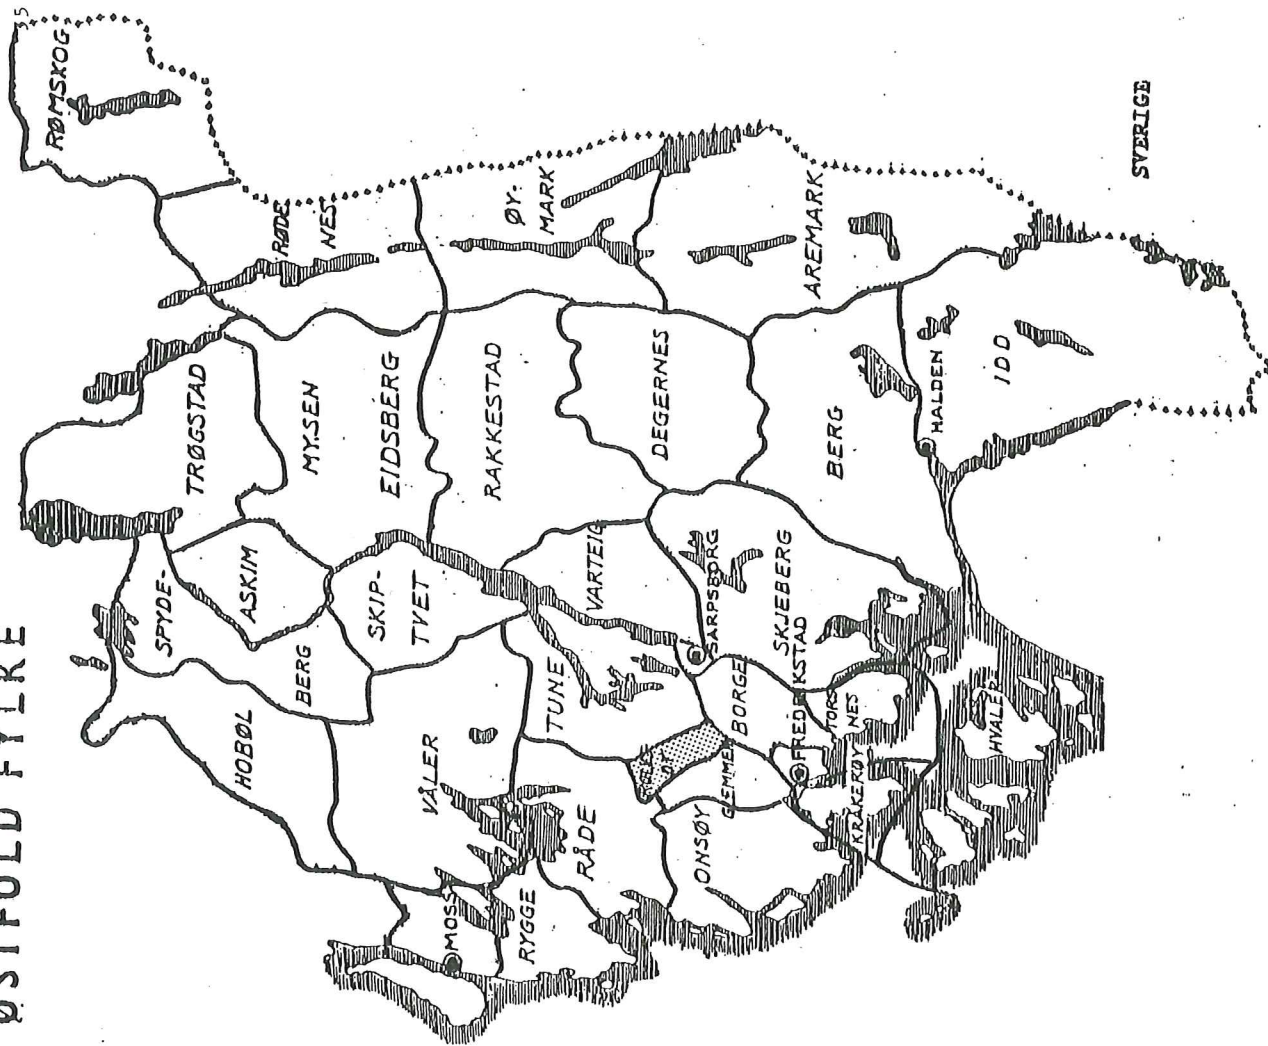 ØSTFOLD FYLKE
35
RØMSKOG
RØDE
NES
ØY-
MARK
AREMARK
SVERIGE
TRØGSTAD
MYSEN
EIDSBERG
RAKKESTAD
DEGERNES
BERG
HALDEN
IDD
SPYDE-
ASKIM
SKIP-
TVET
VARTEIG
SARPSBORG
SKJEBERG
HOBØL
BERG
VÅLER
TUNE
BORGE
FREDRIKSTAD
TORS
NES
HVALER
GLEMMEN
KRÅKERØY
ONSØY
RÅDE
RYGGE
MOSS